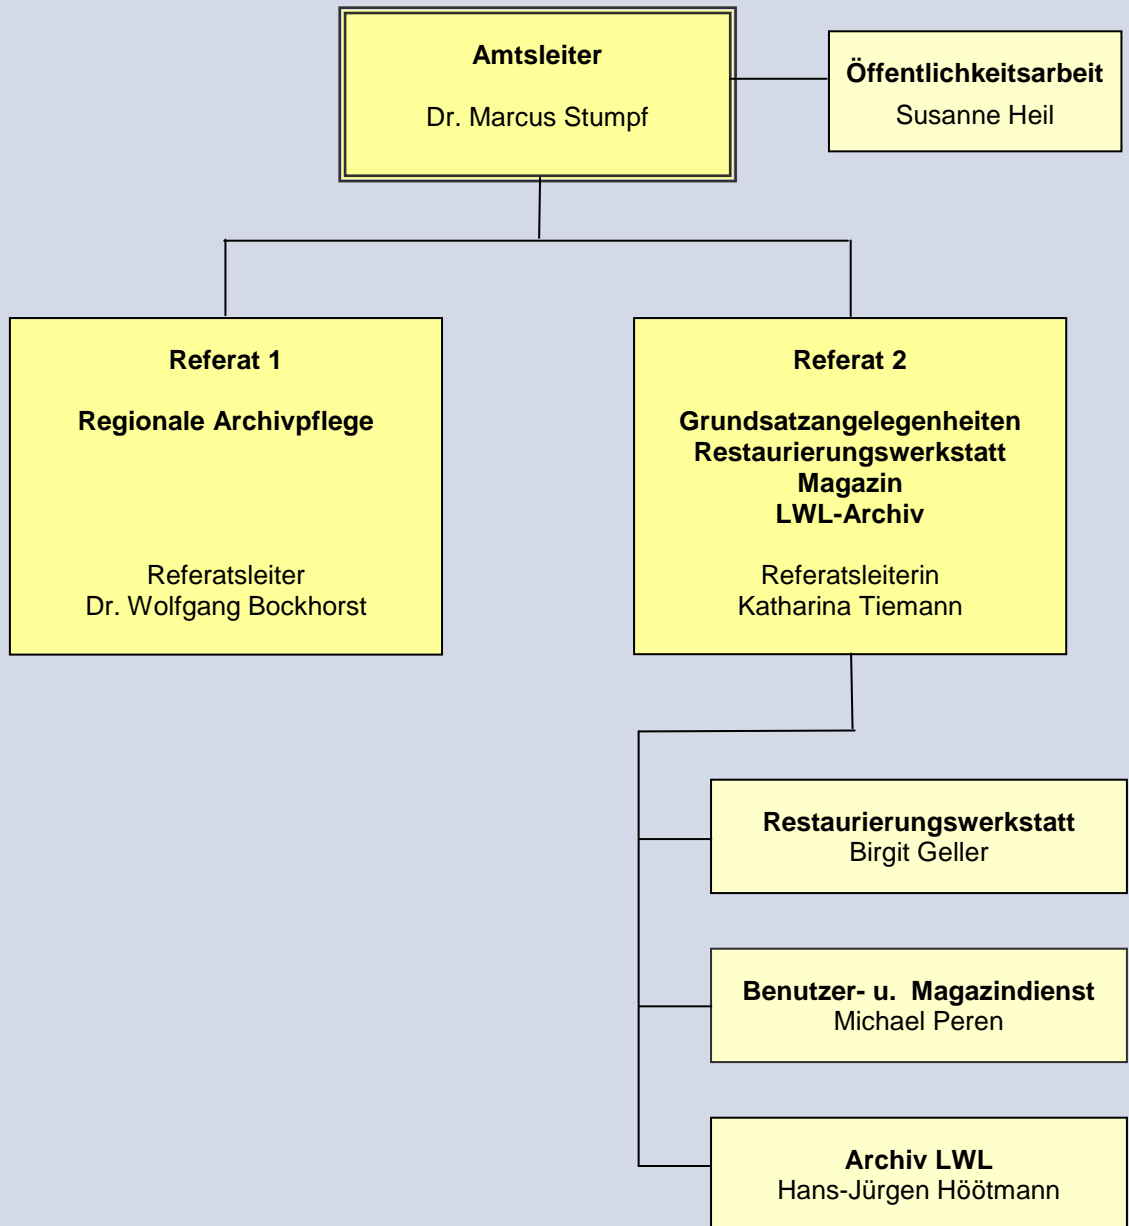 Amtsleiter
Dr. Marcus Stumpf
Öffentlichkeitsarbeit
Susanne Heil
Referat 1
Regionale Archivpflege
Referatsleiter
Dr. Wolfgang Bockhorst
Referat 2
Grundsatzangelegenheiten
Restaurierungswerkstatt
Magazin
LWL-Archiv
Referatsleiterin
Katharina Tiemann
Restaurierungswerkstatt
Birgit Geller
Benutzer- u. Magazindienst
Michael Peren
Archiv LWL
Hans-Jürgen Höötmann